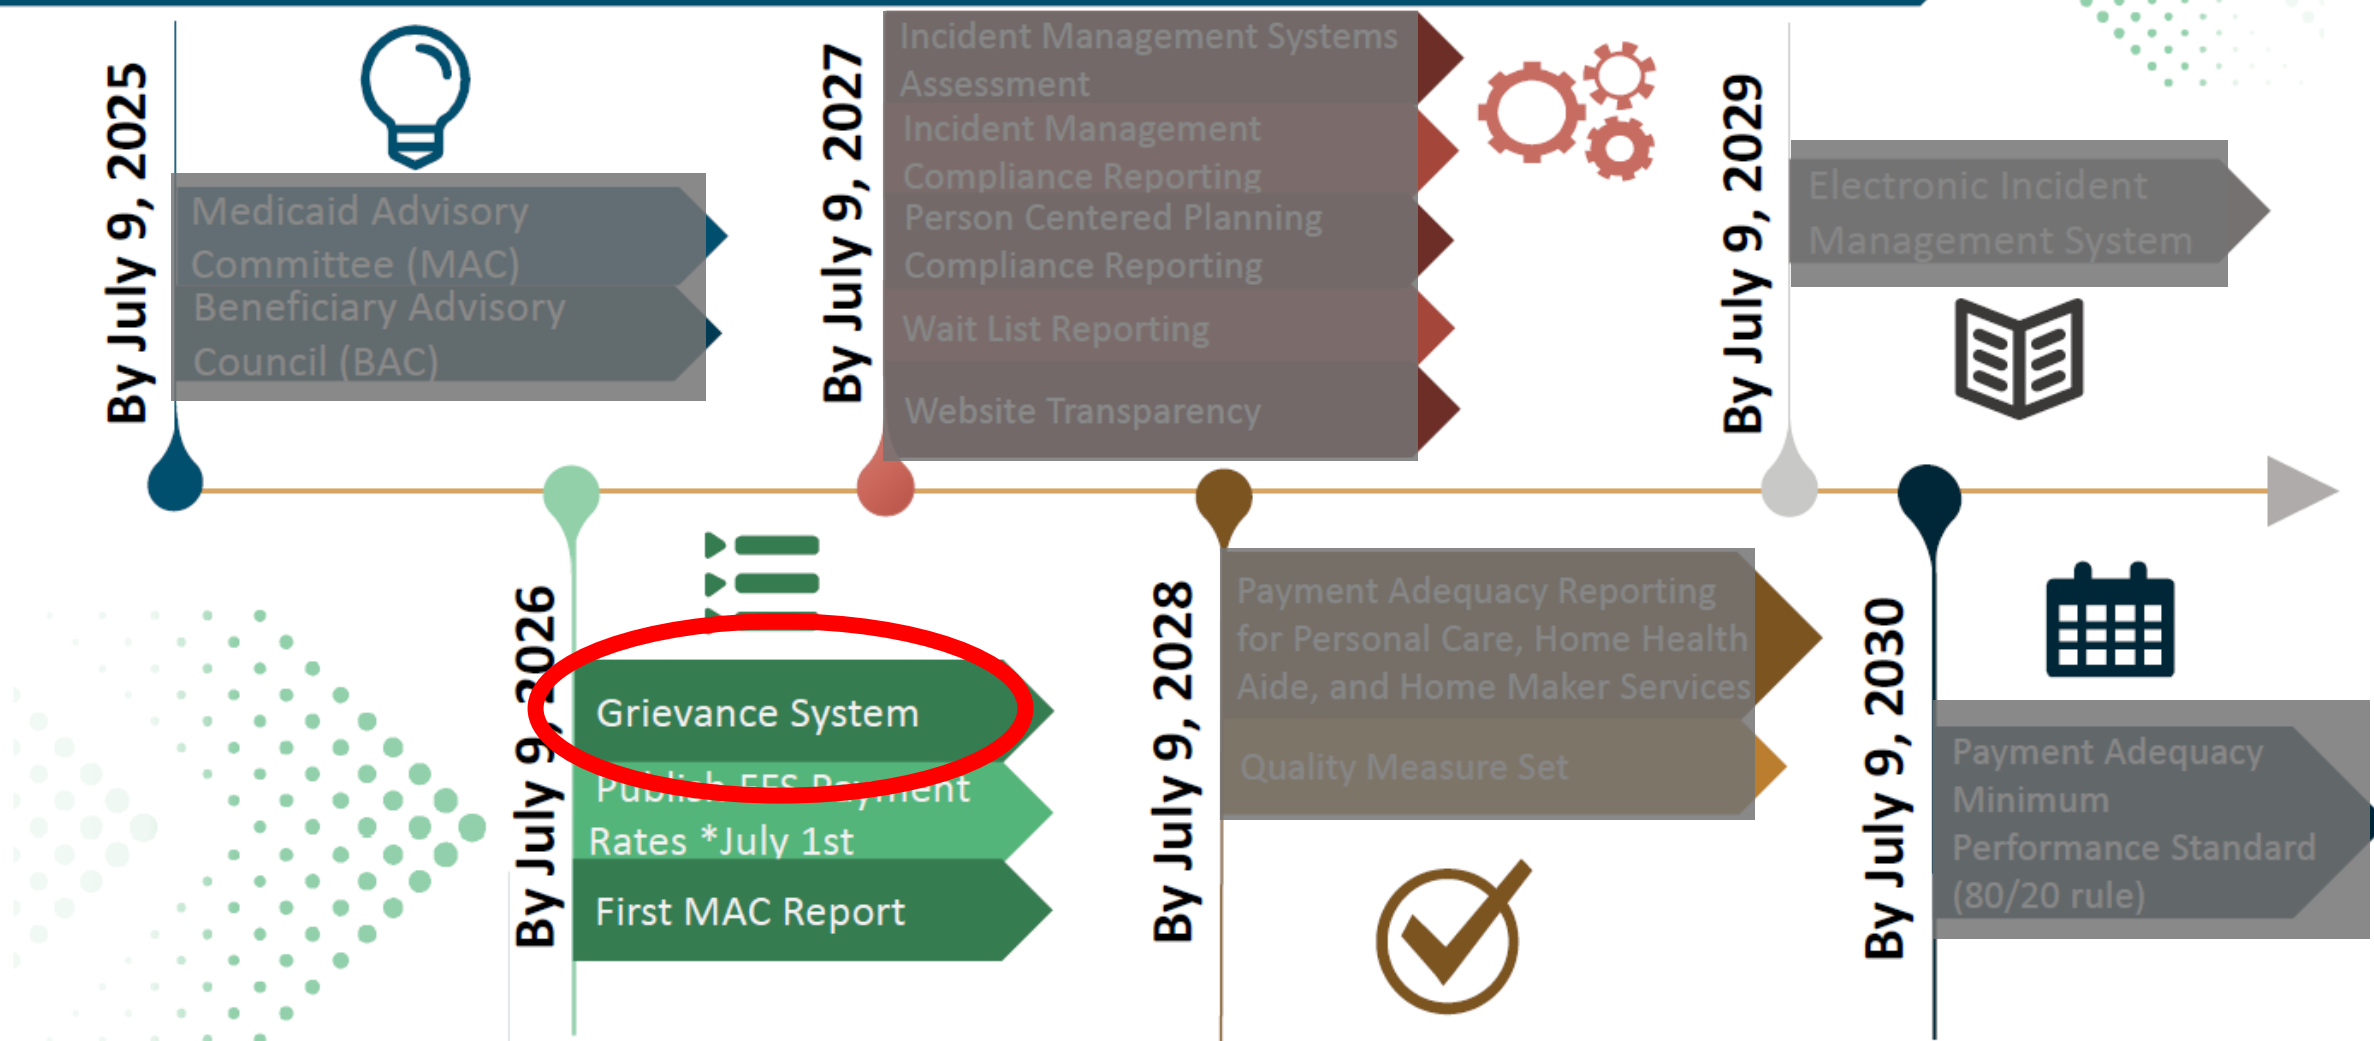 By July 9, 2025
Medicaid Advisory
Committee (MAC)
Beneficiary Advisory
Council (BAC)
By July 9, 2026
Grievance System
Publish FFS Payment
Rates *July 1st
First MAC Report
By July 9, 2027
Incident Management Systems
Assessment
Incident Management
Compliance Reporting
Person Centered Planning
Compliance Reporting
Wait List Reporting
Website Transparency
By July 9, 2028
Payment Adequacy Reporting
for Personal Care, Home Health
Aide, and Home Maker Services
Quality Measure Set
By July 9, 2029
Electronic Incident
Management System
By July 9, 2030
Payment Adequacy
Minimum
Performance Standard
(80/20 rule)